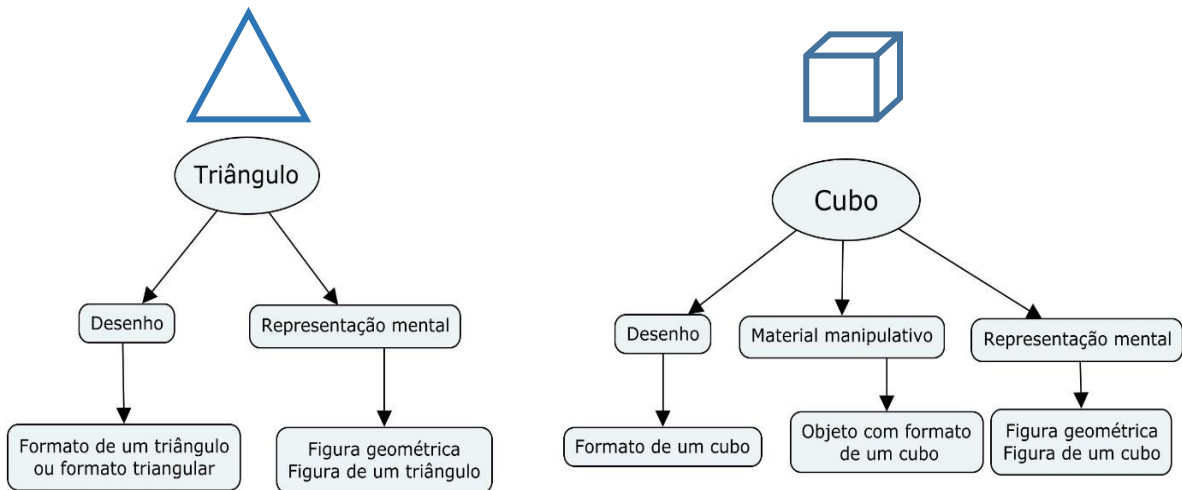 Triângulo
Desenho
Representação mental
Formato de um triângulo
ou formato triangular
Figura geométrica
Figura de um triângulo
Cubo
Desenho
Material manipulativo
Representação mental
Formato de um cubo
Objeto com formato
de um cubo
Figura geométrica
Figura de um cubo